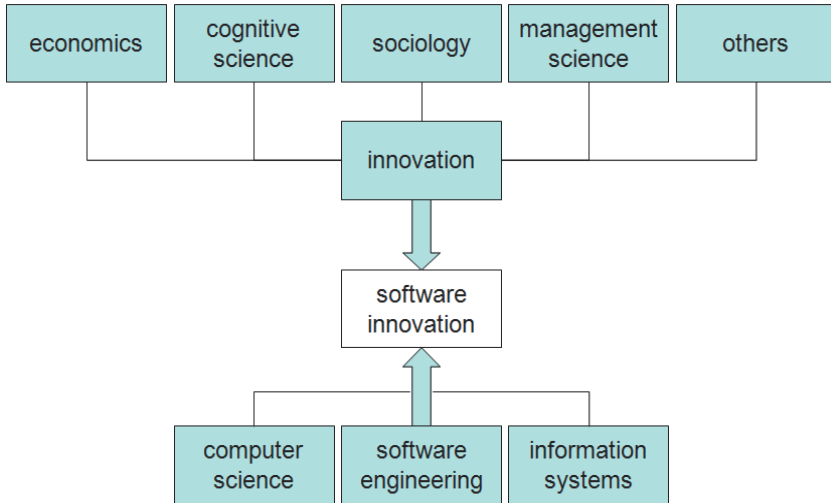 economics
cognitive
science
sociology
management
science
others
innovation
software
innovation
computer
science
software
engineering
information
systems